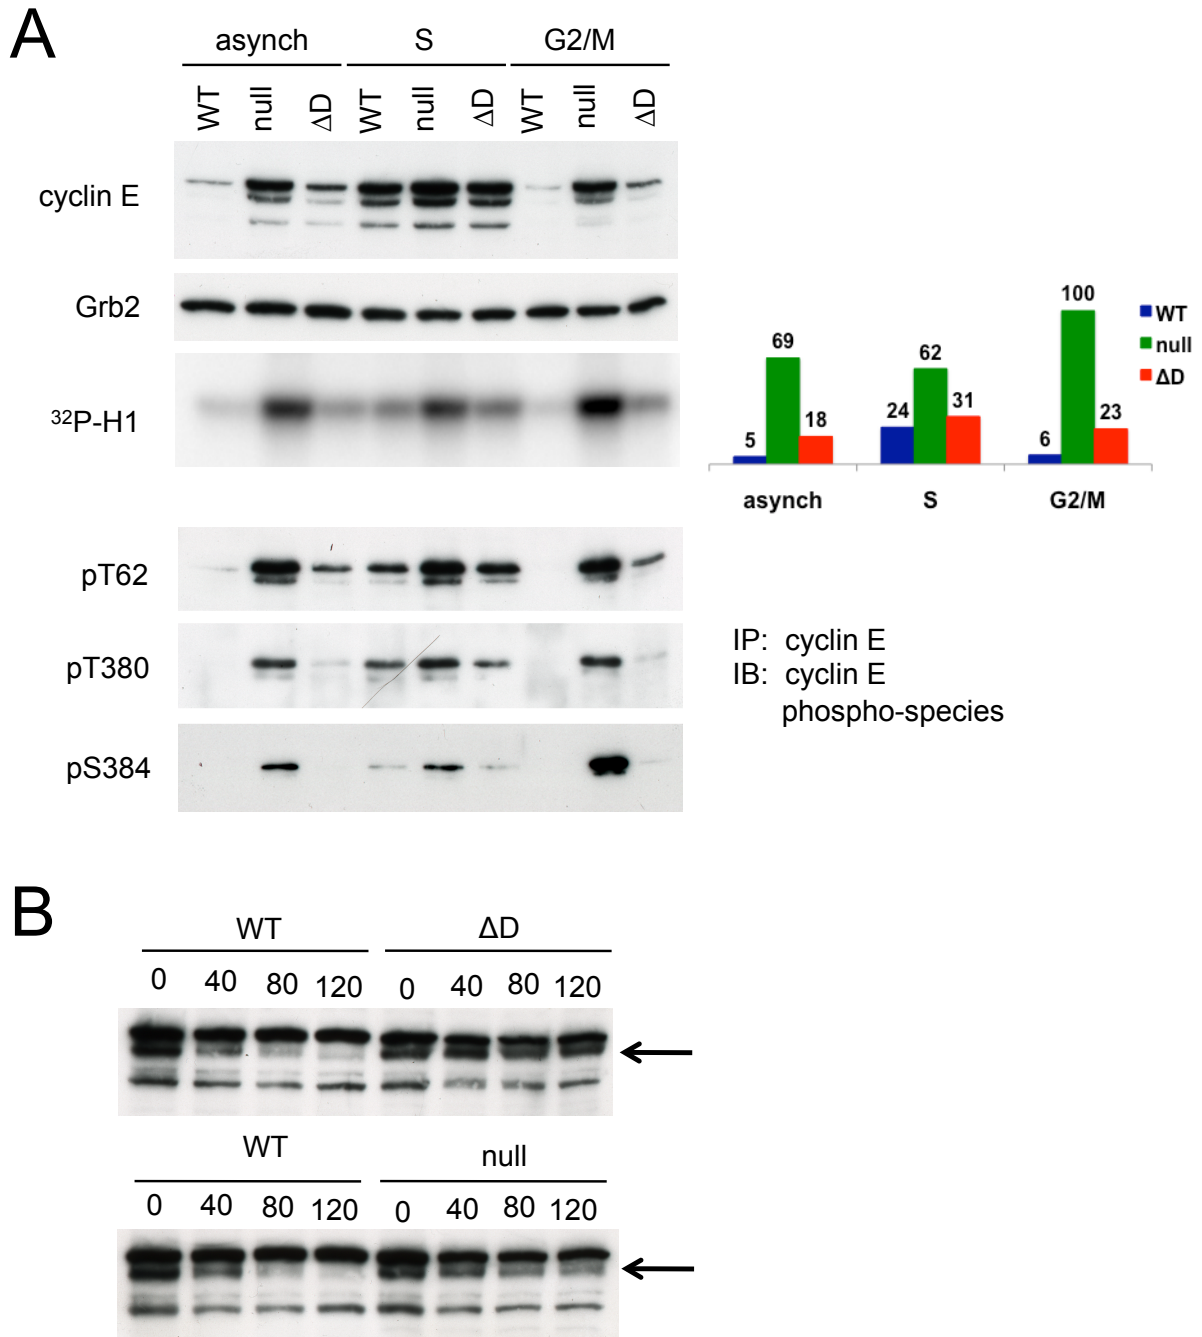 A
asynch S G2/M
WT null ΔD WT null ΔD WT null ΔD
cyclin E
Grb2
³²P-H1
69 62 100
5 18 24 31 6 23
asynch S G2/M
WT
null
ΔD
pT62
pT380
pS384
IP: cyclin E
IB: cyclin E
phospho-species
B
WT ΔD
0 40 80 120 0 40 80 120
WT null
0 40 80 120 0 40 80 120